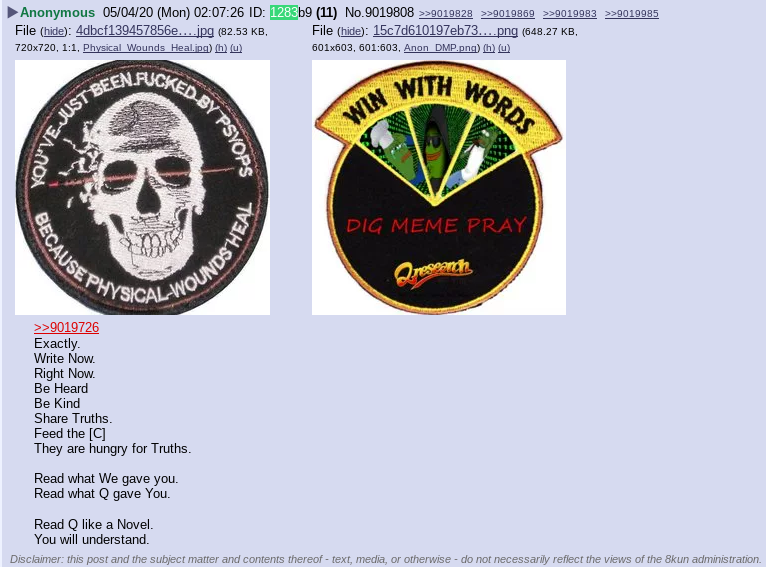 ▶Anonymous 05/04/20 (Mon) 02:07:26 ID: 1283b9 (11) No.9019808 >>9019828 >>9019869 >>9019983 >>9019985
File (hide): 4dbcf139457856e….jpg (82.53 KB, 720x720, 1:1, Physical_Wounds_Heal.jpg) (h) (u)
File (hide): 15c7d610197eb73….png (648.27 KB, 601x603, 601:603, Anon_DMP.png) (h) (u)
YOU'VE JUST BEEN FUCKED BY PSYOPS
BECAUSE PHYSICAL WOUNDS HEAL
WIN WITH WORDS
DIG MEME PRAY
Qresearch
>>9019726
Exactly.
Write Now.
Right Now.
Be Heard
Be Kind
Share Truths.
Feed the [C]
They are hungry for Truths.
Read what We gave you.
Read what Q gave You.
Read Q like a Novel.
You will understand.
Disclaimer: this post and the subject matter and contents thereof - text, media, or otherwise - do not necessarily reflect the views of the 8kun administration.